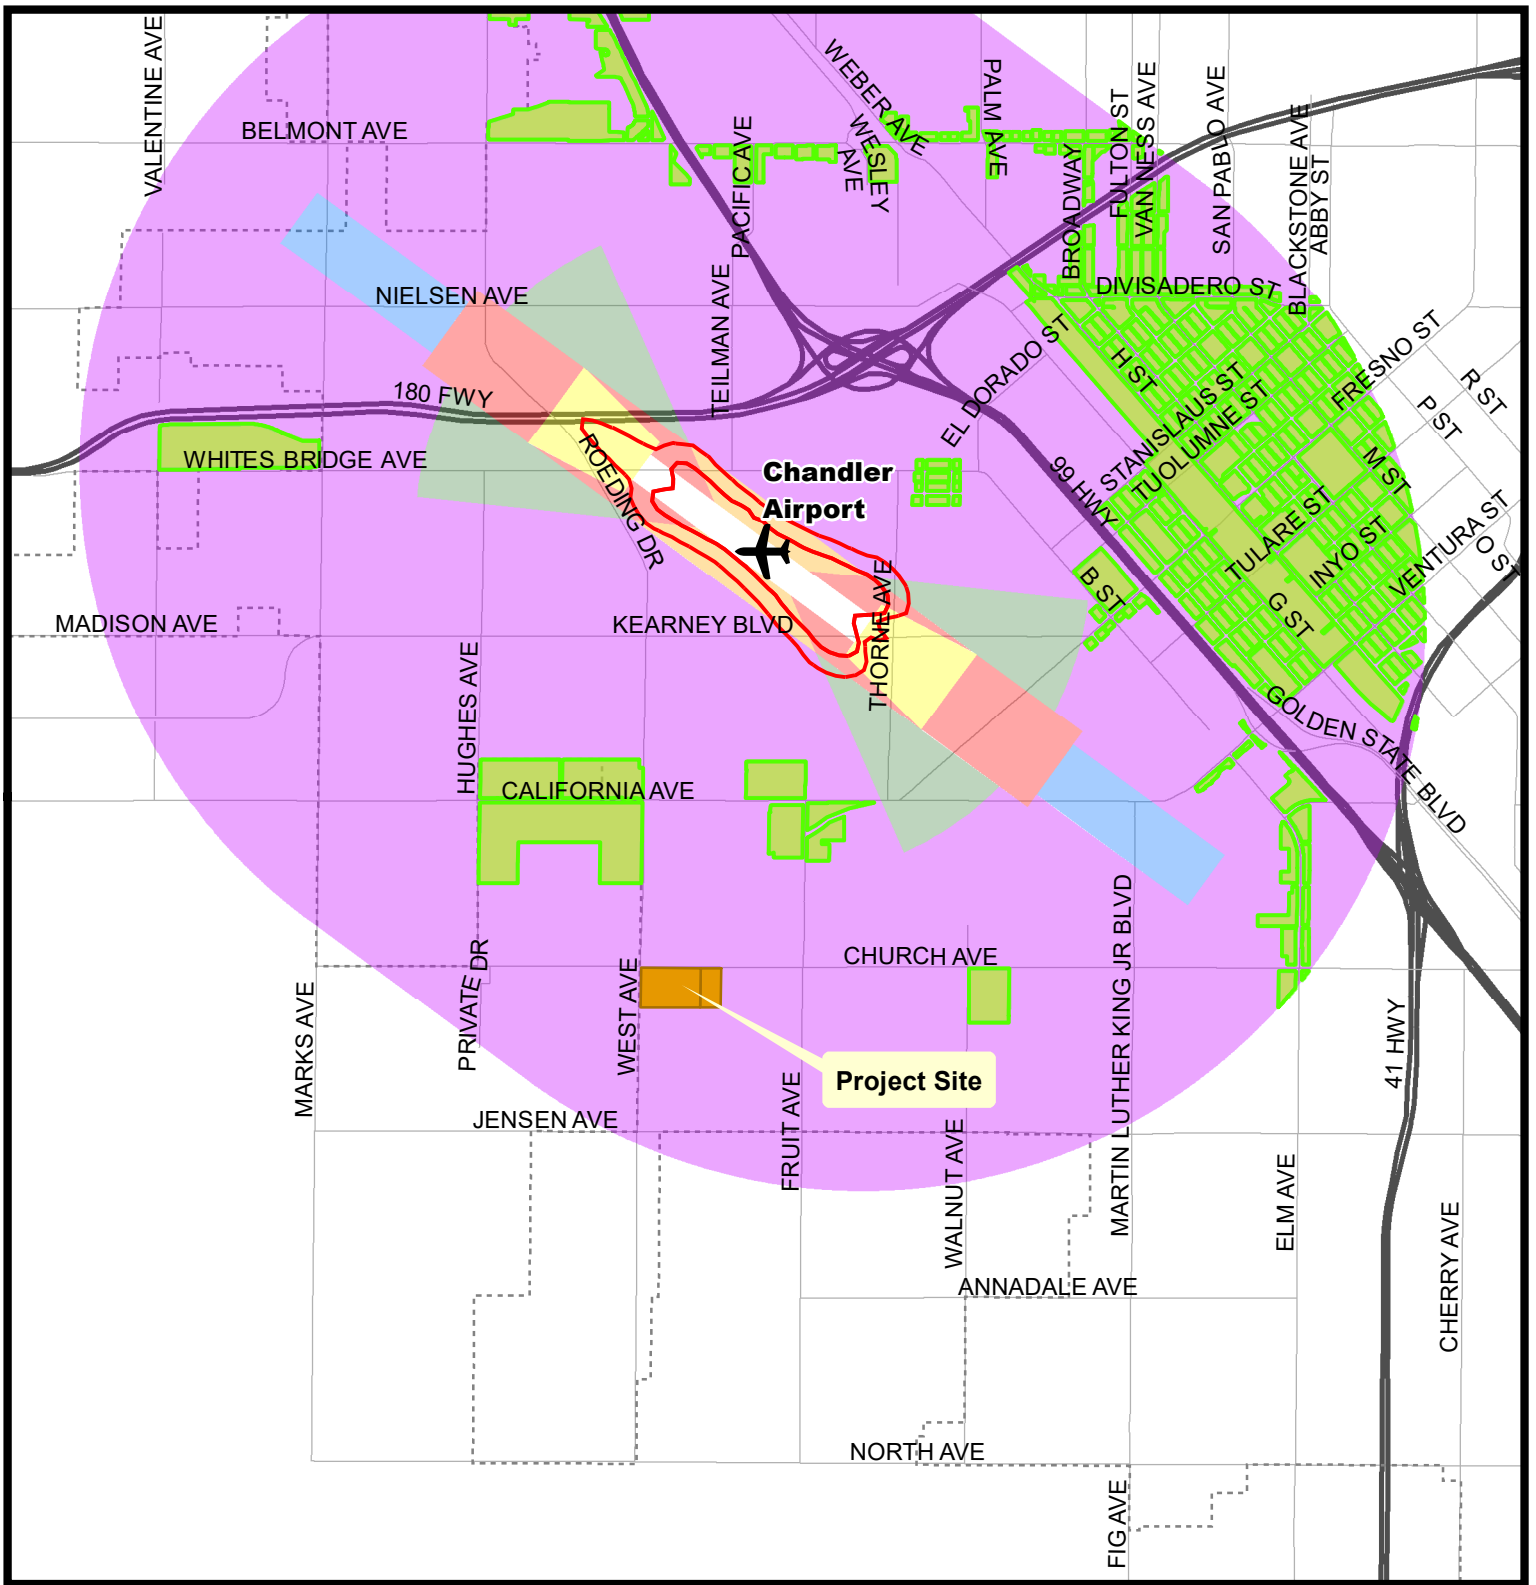 VALENTINE AVE
BELMONT AVE
WEBER AVE
PALM AVE
FULTON ST
VAN NESS AVE
SAN PABLO AVE
BLACKSTONE AVE
ABBY ST
PACIFIC AVE
WESLEY
AVE
BROADWAY
NIELSEN AVE
DIVISADERO ST
TEILMAN AVE
EL DORADO ST
H ST
FRESNO ST
R ST
P ST
180 FWY
STANISLAUS ST
TUOLUMNE ST
WHITES BRIDGE AVE
ROEDING DR
Chandler
Airport
99 HWY
M ST
TULARE ST
INYO ST
VENTURA ST
O ST
B ST
G ST
MADISON AVE
KEARNEY BLVD
THORNE AVE
HUGHES AVE
GOLDEN STATE BLVD
CALIFORNIA AVE
CHURCH AVE
MARKS AVE
PRIVATE DR
WEST AVE
Project Site
MARTIN LUTHER KING JR BLVD
41 HWY
JENSEN AVE
FRUIT AVE
WALNUT AVE
ELM AVE
CHERRY AVE
ANNADALE AVE
NORTH AVE
FIG AVE